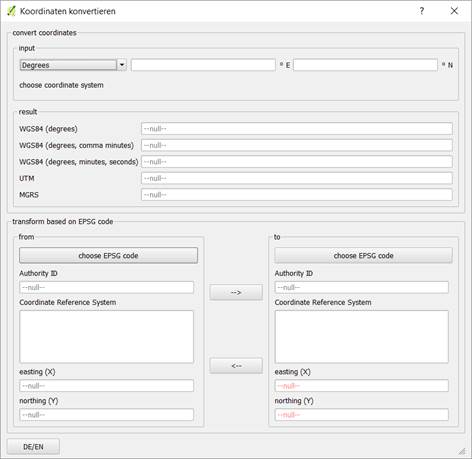 Koordinaten konvertieren
?
convert coordinates
input
Degrees
° E
° N
choose coordinate system
result
WGS84 (degrees)
--null--
WGS84 (degrees, comma minutes)
--null--
WGS84 (degrees, minutes, seconds)
--null--
UTM
--null--
MGRS
--null--
transform based on EPSG code
from
choose EPSG code
Authority ID
--null--
Coordinate Reference System
easting (X)
--null--
northing (Y)
--null--
-->
<--
to
choose EPSG code
Authority ID
--null--
Coordinate Reference System
easting (X)
--null--
northing (Y)
--null--
DE/EN